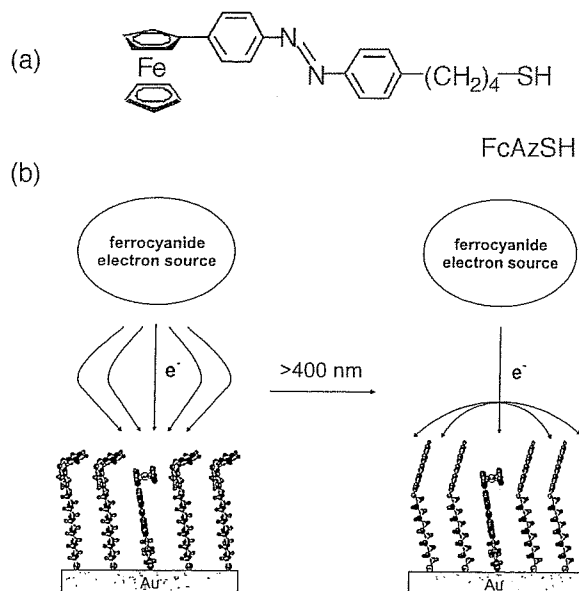 (a)
Fe
N
N
(CH2)4—SH
FcAzSH
(b)
ferrocyanide
electron source
ferrocyanide
electron source
e-
>400 nm
e-
Au
Au